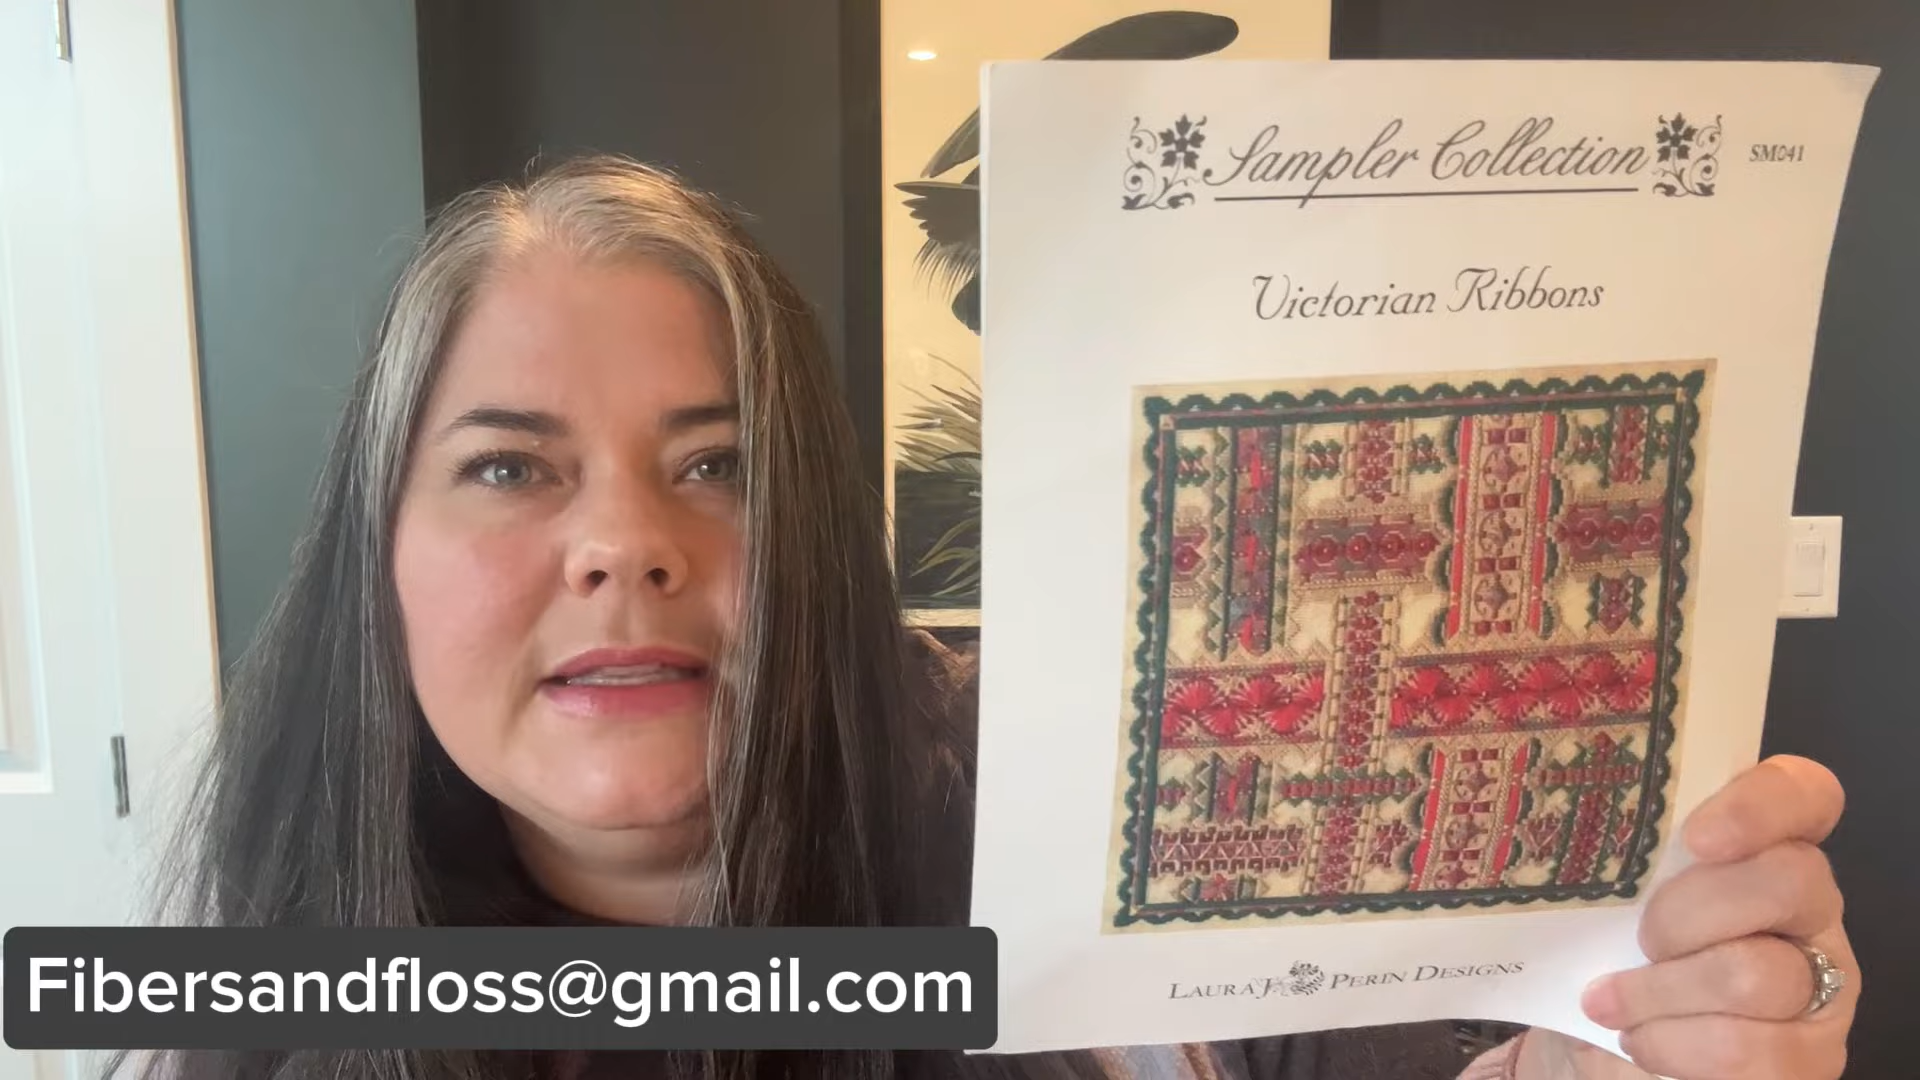 Sampler Collection
SM041
Victorian Ribbons
LAURA J. PERIN DESIGNS
Fibersandfloss@gmail.com